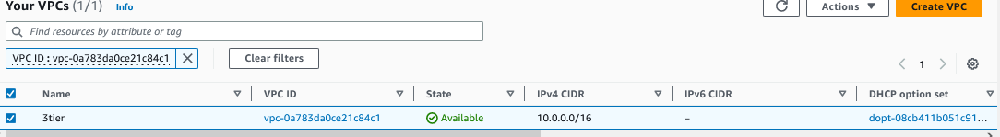 Your VPCs (1/1) Info
Actions Create VPC
Find resources by attribute or tag
VPC ID : vpc-0a783da0ce21c84c1 Clear filters
1
Name VPC ID State IPv4 CIDR IPv6 CIDR DHCP option set
3tier vpc-0a783da0ce21c84c1 Available 10.0.0.0/16 – dopt-08cb411b051c91...